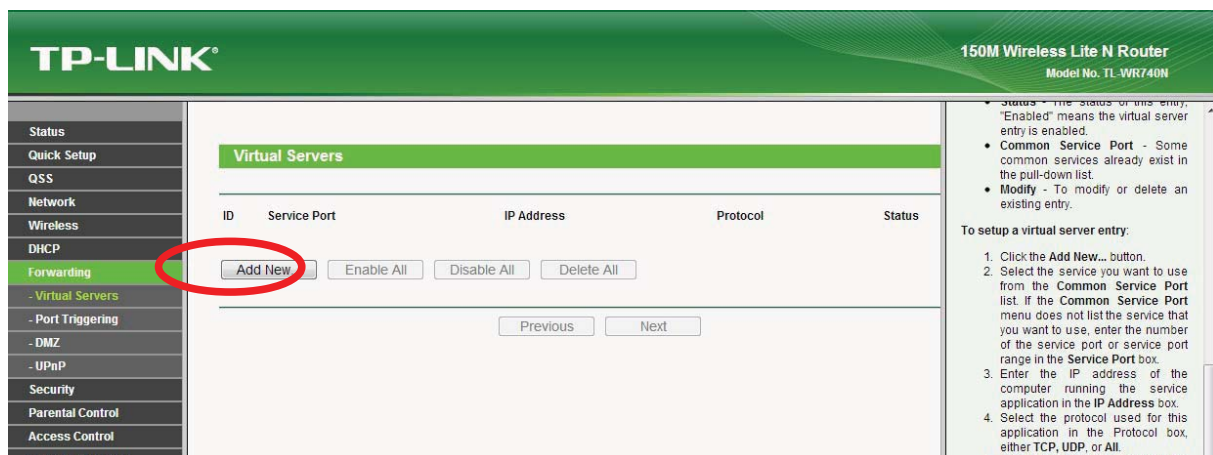 TP-LINK®
150M Wireless Lite N Router
Model No. TL-WR740N
Status
Quick Setup
QSS
Network
Wireless
DHCP
Forwarding
- Virtual Servers
- Port Triggering
- DMZ
- UPnP
Security
Parental Control
Access Control
Virtual Servers
ID Service Port IP Address Protocol Status
Add New... Enable All Disable All Delete All
Previous Next
• Status - The status of this entry,
"Enabled" means the virtual server
entry is enabled.
• Common Service Port - Some
common services already exist in
the pull-down list.
• Modify - To modify or delete an
existing entry.
To setup a virtual server entry:
1. Click the Add New... button.
2. Select the service you want to use
from the Common Service Port
list. If the Common Service Port
menu does not list the service that
you want to use, enter the number
of the service port or service port
range in the Service Port box.
3. Enter the IP address of the
computer running the service
application in the IP Address box.
4. Select the protocol used for this
application in the Protocol box,
either TCP, UDP, or All.